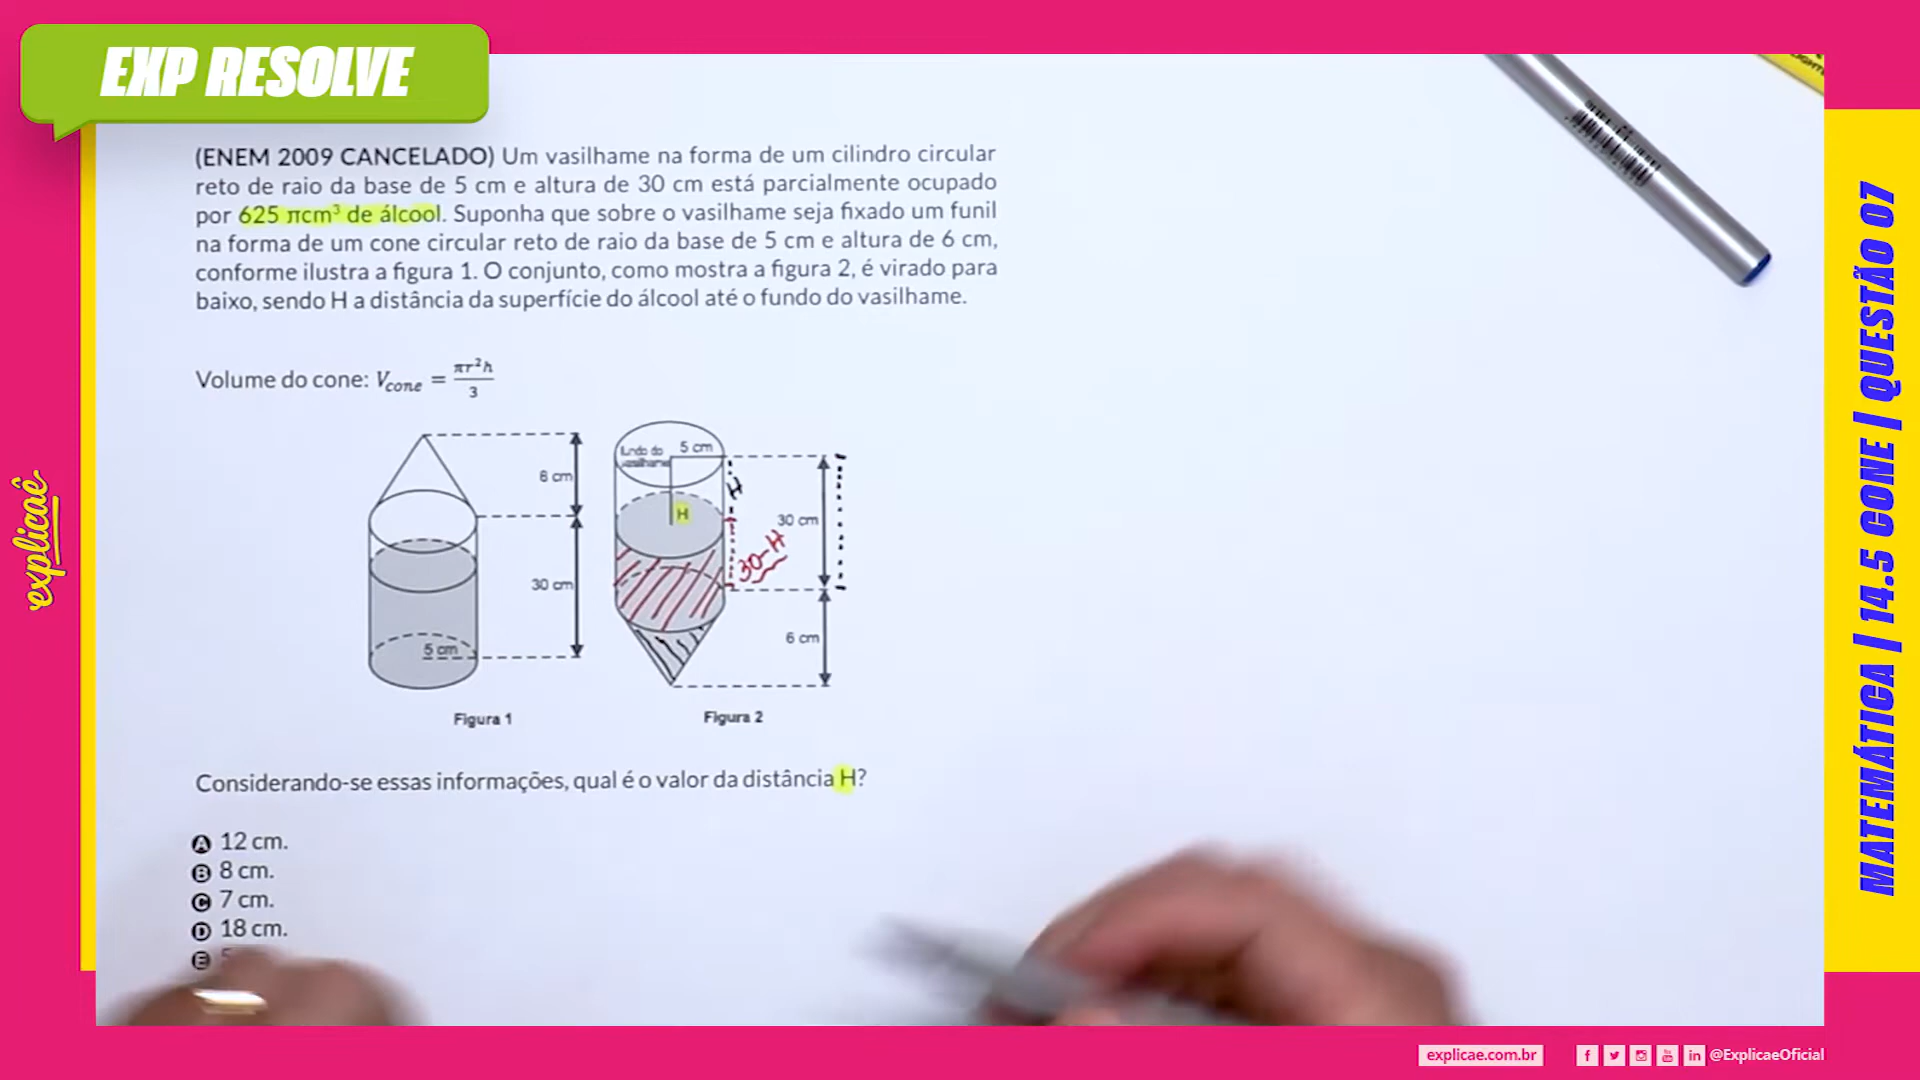 EXP RESOLVE
(ENEM 2009 CANCELADO) Um vasilhame na forma de um cilindro circular
reto de raio da base de 5 cm e altura de 30 cm está parcialmente ocupado
por 625 πcm³ de álcool. Suponha que sobre o vasilhame seja fixado um funil
na forma de um cone circular reto de raio da base de 5 cm e altura de 6 cm,
conforme ilustra a figura 1. O conjunto, como mostra a figura 2, é virado para
baixo, sendo H a distância da superfície do álcool até o fundo do vasilhame.
Volume do cone: V_cone = πr²h/3
6 cm
30 cm
5 cm
Figura 1
fundo do
vasilhame
5 cm
H
H
30 cm
30-H
6 cm
Figura 2
Considerando-se essas informações, qual é o valor da distância H?
A 12 cm.
B 8 cm.
C 7 cm.
D 18 cm.
E
explicaê
MATEMÁTICA | 14.5 CONE | QUESTÃO 07
explicae.com.br
@ExplicaeOficial